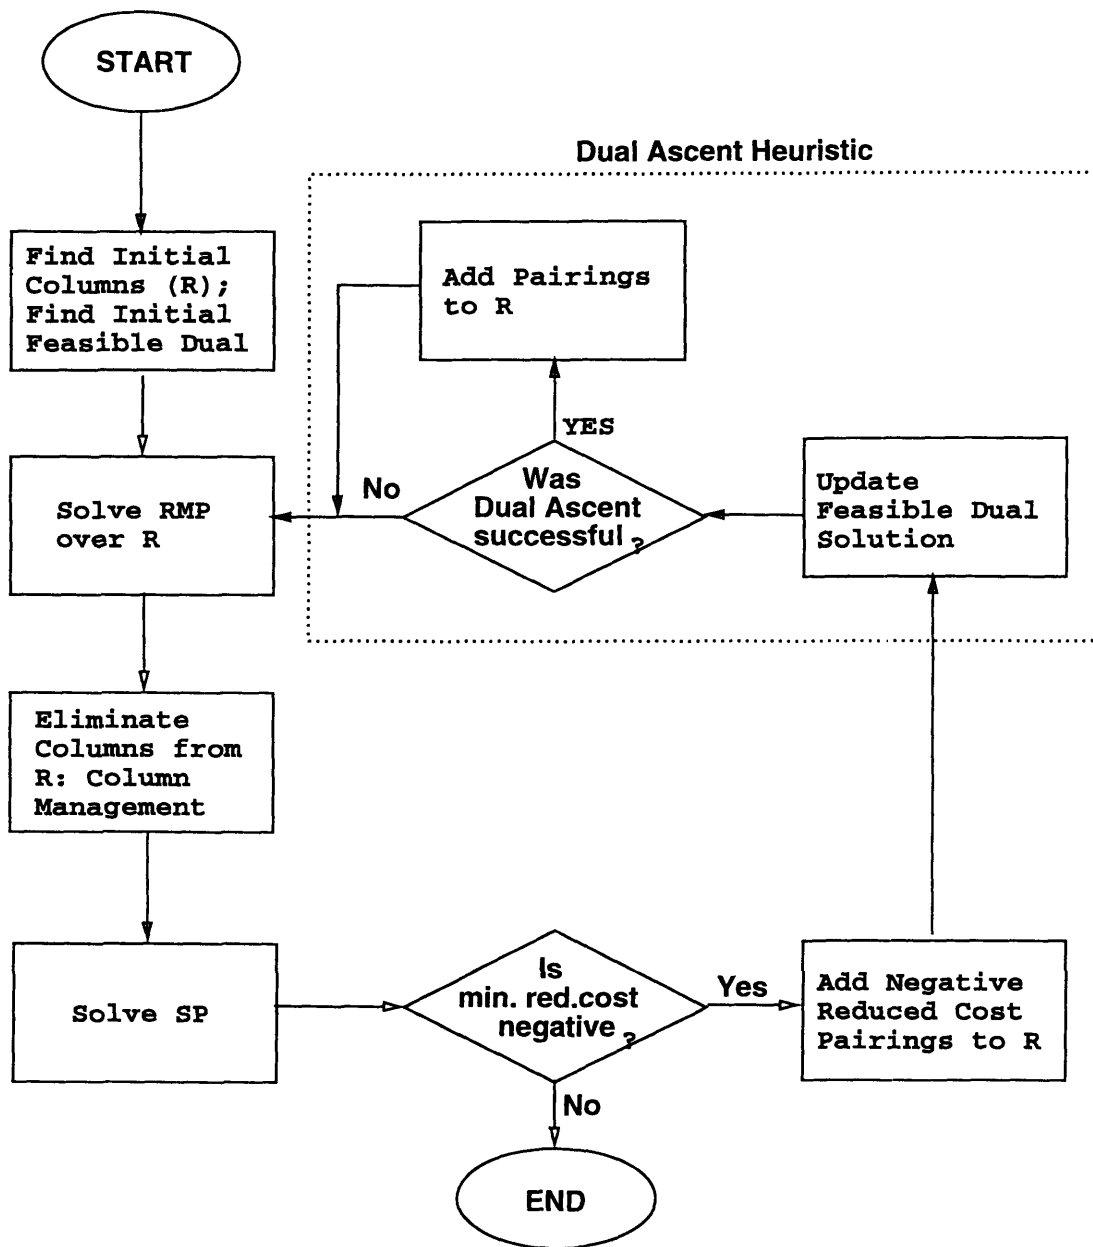 START
Dual Ascent Heuristic
Find Initial
Columns (R);
Find Initial
Feasible Dual
Add Pairings
to R
YES
No
Was
Dual Ascent
successful ?
Update
Feasible Dual
Solution
Solve RMP
over R
Eliminate
Columns from
R: Column
Management
Solve SP
Is
min. red.cost
negative ?
Yes
Add Negative
Reduced Cost
Pairings to R
No
END